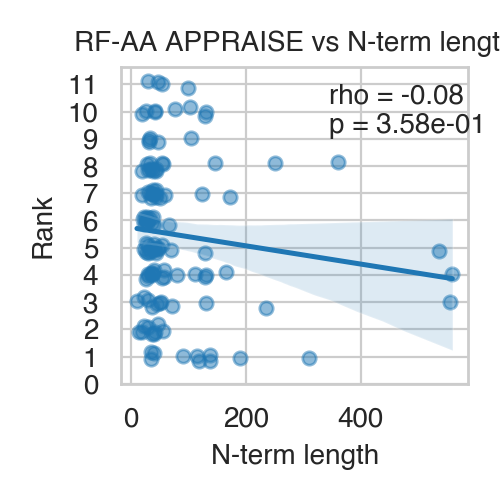 RF-AA APPRAISE vs N-term lengt
rho = -0.08
p = 3.58e-01
11
10
9
8
7
6
5
4
3
2
1
0
Rank
0 200 400
N-term length